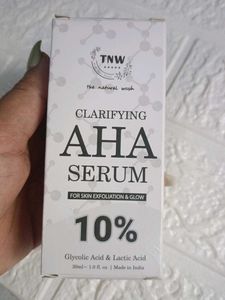 TNW
the natural wash
CLARIFYING
AHA
SERUM
FOR SKIN EXFOLIATION & GLOW
10%
Glycolic Acid & Lactic Acid
30ml~ 1.0 fl. oz | Made in India